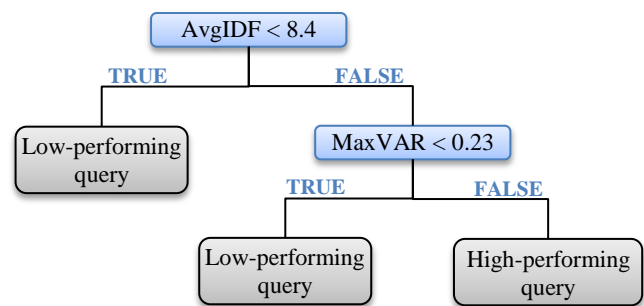 AvgIDF < 8.4
TRUE
FALSE
Low-performing
query
MaxVAR < 0.23
TRUE
FALSE
Low-performing
query
High-performing
query